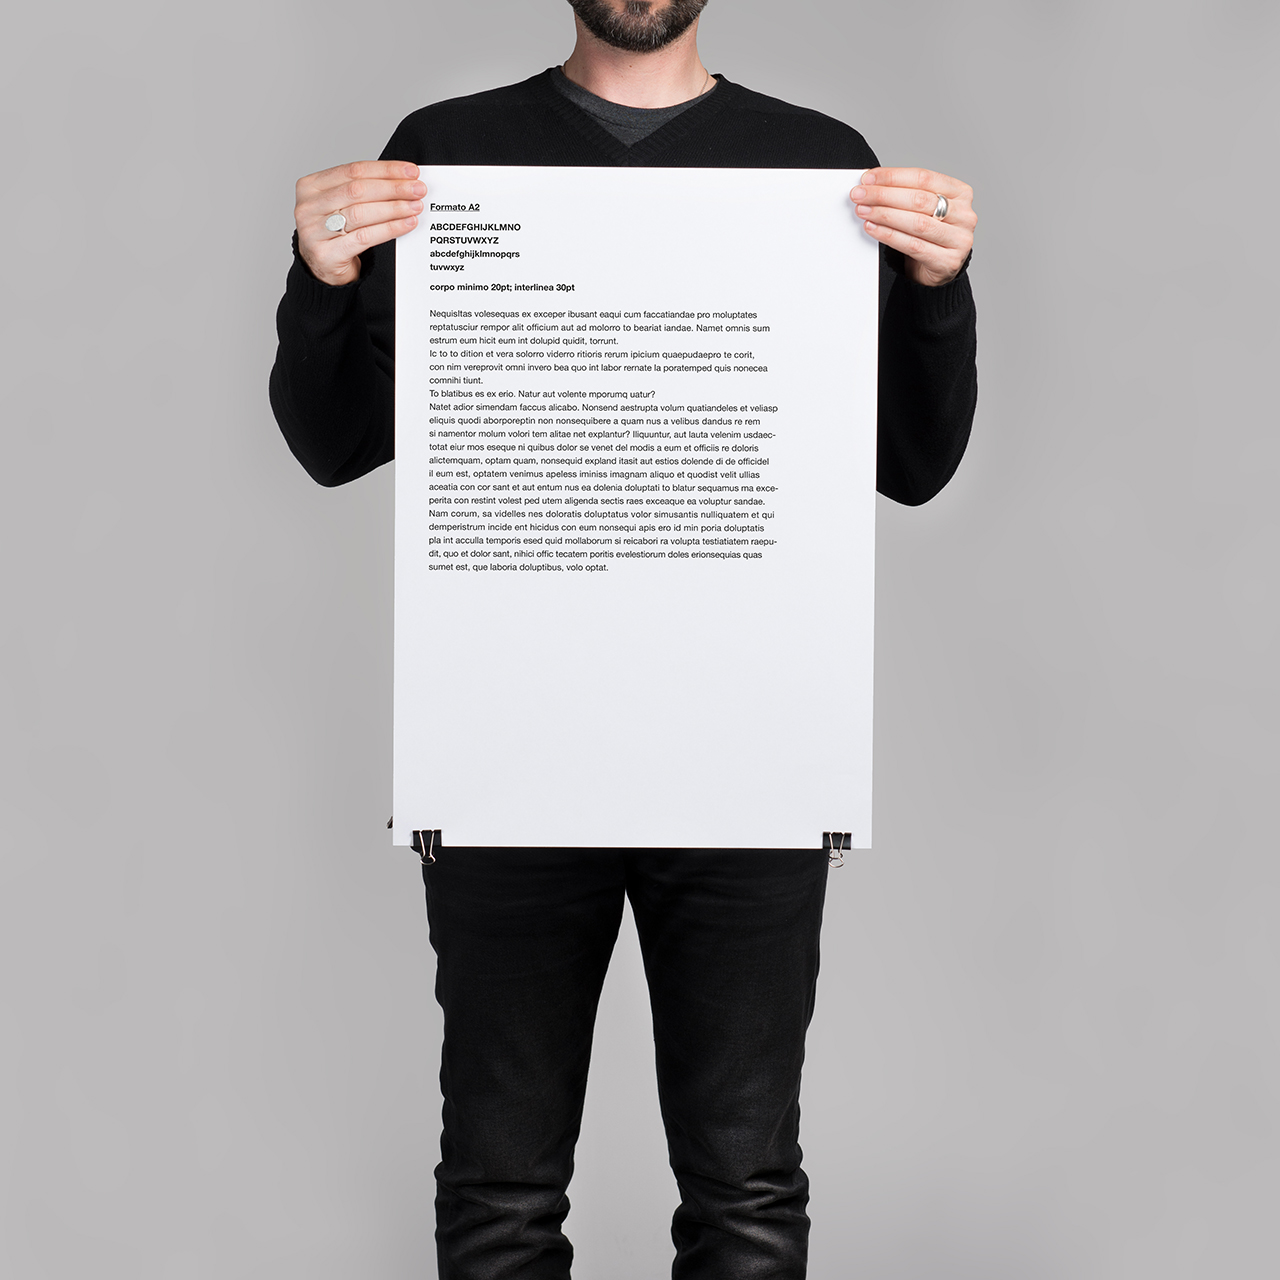 Formato A2
ABCDEFGHIJKLMNO
PQRSTUVWXYZ
abcdefghijklmnopqrs
tuvwxyz
corpo minimo 20pt; interlinea 30pt
NequisItas volesequas ex exceper ibusant eaqui cum faccatiandae pro moluptates
reptatusciur rempor alit officium aut ad molorro to beariat iandae. Namet omnis sum
estrum eum hicit eum int dolupid quidit, torrunt.
Ic to to dition et vera solorro viderro ritioris rerum ipicium quaepudaepro te corit,
con nim vereprovit omni invero bea quo int labor rernate la poratemped quis nonecea
comnihi tiunt.
To blatibus es ex erio. Natur aut volente mporumq uatur?
Natet adior simendam faccus alicabo. Nonsend aestrupta volum quatiandeles et veliasp
eliquis quodi aborporeptin non nonsequibere a quam nus a velibus dandus re rem
si namentor molum volori tem alitae net explantur? Iliquuntur, aut lauta velenim usdaec-
totat eiur mos eseque ni quibus dolor se venet del modis a eum et officiis re doloris
alictemquam, optam quam, nonsequid expland itasit aut estios dolende di de officidel
il eum est, optatem venimus apeless iminiss imagnam aliquo et quodist velit ullias
aceatia con cor sant et aut entum nus ea dolenia doluptati to blatur sequamus ma exce-
perita con restint volest ped utem aligenda sectis raes exceaque ea voluptur sandae.
Nam corum, sa videlles nes doloratis doluptatus volor simusantis nulliquatem et qui
demperistrum incide ent hicidus con eum nonsequi apis ero id min poria doluptatis
pla int acculla temporis esed quid mollaborum si reicabori ra volupta testiatiatem raepu-
dit, quo et dolor sant, nihici offic tecatem poritis evelestiorum doles erionsequias quas
sumet est, que laboria doluptibus, volo optat.